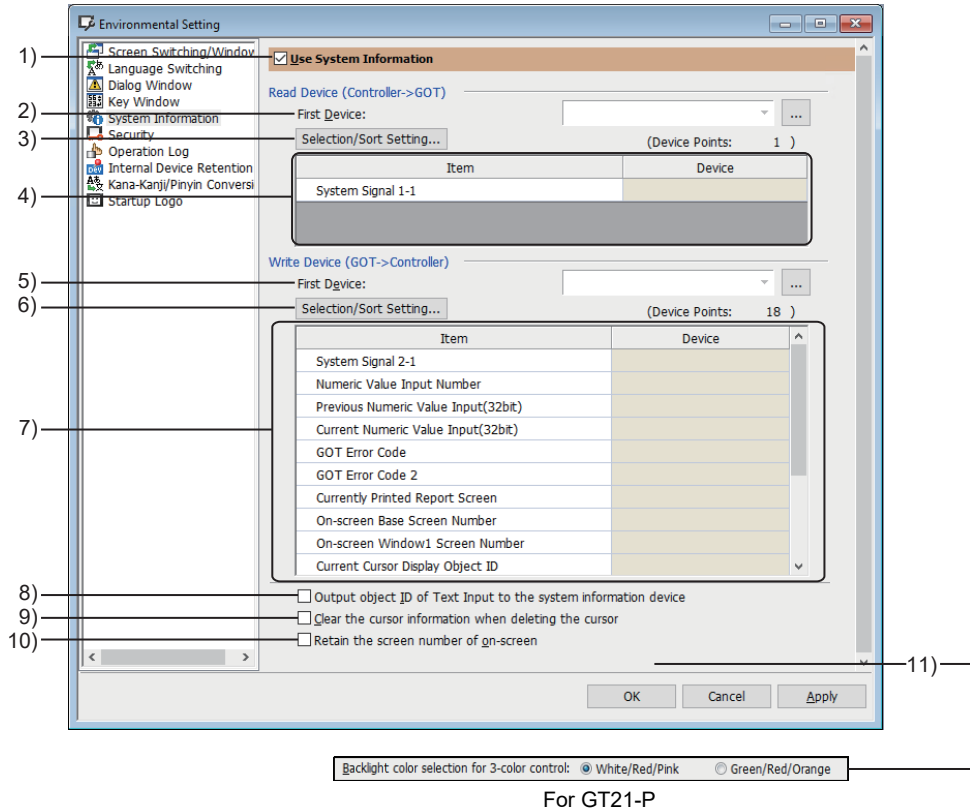 Environmental Setting
Screen Switching/Window
Language Switching
Dialog Window
Key Window
System Information
Security
Operation Log
Internal Device Retention
Kana-Kanji/Pinyin Conversi
Startup Logo
1)
Use System Information
Read Device (Controller->GOT)
2)
First Device:
...
3)
Selection/Sort Setting...
(Device Points: 1 )
4)
Item Device
System Signal 1-1
Write Device (GOT->Controller)
5)
First Device:
...
6)
Selection/Sort Setting...
(Device Points: 18 )
7)
Item Device
System Signal 2-1
Numeric Value Input Number
Previous Numeric Value Input(32bit)
Current Numeric Value Input(32bit)
GOT Error Code
GOT Error Code 2
Currently Printed Report Screen
On-screen Base Screen Number
On-screen Window1 Screen Number
Current Cursor Display Object ID
8)
Output object ID of Text Input to the system information device
9)
Clear the cursor information when deleting the cursor
10)
Retain the screen number of on-screen
11)
OK Cancel Apply
Backlight color selection for 3-color control: White/Red/Pink Green/Red/Orange
For GT21-P